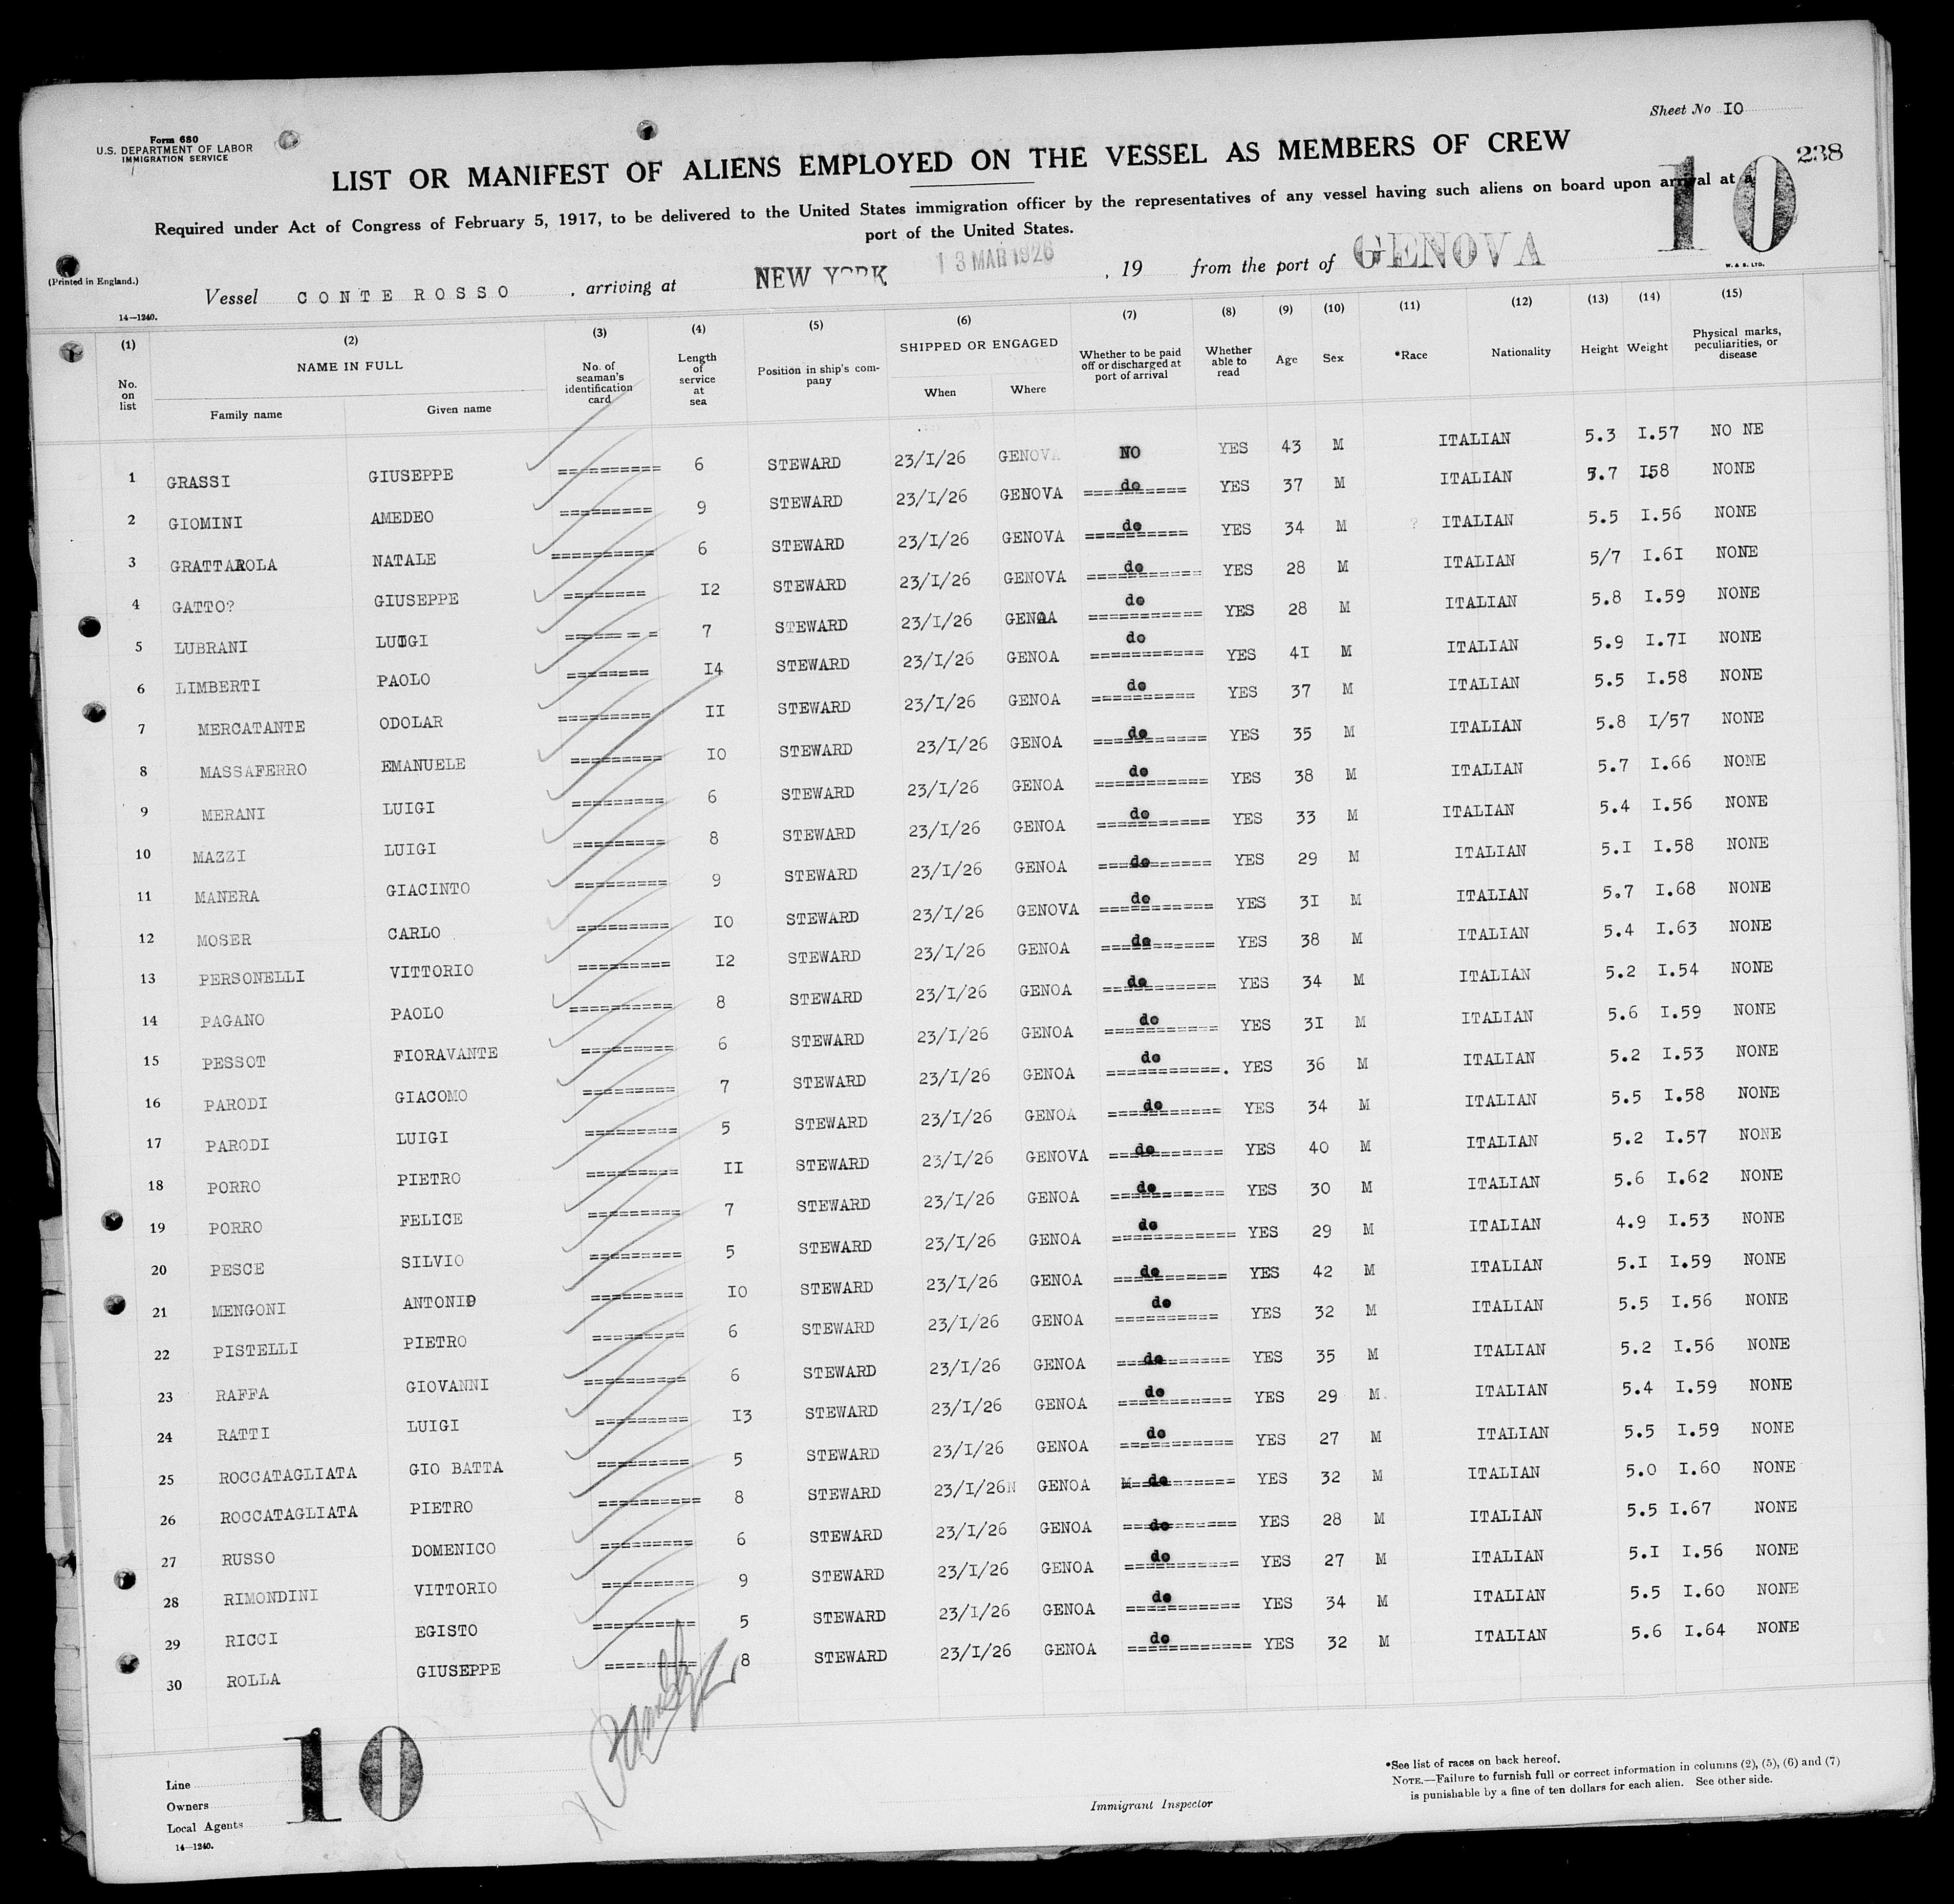 Sheet No IO
Form 680
U.S. DEPARTMENT OF LABOR
IMMIGRATION SERVICE
LIST OR MANIFEST OF ALIENS EMPLOYED ON THE VESSEL AS MEMBERS OF CREW
10 238
Required under Act of Congress of February 5, 1917, to be delivered to the United States immigration officer by the representatives of any vessel having such aliens on board upon arrival at a
port of the United States.
(Printed in England.)
Vessel CONTE ROSSO , arriving at NEW YORK 13 MAR 1926 , 19 from the port of GENOVA
W. & S. LTD.
14—1240.
(1) (2) (3) (4) (5) (6) (7) (8) (9) (10) (11) (12) (13) (14) (15)
No. on list NAME IN FULL Family name Given name No. of seaman's identification card Length of service at sea Position in ship's company SHIPPED OR ENGAGED When Where Whether to be paid off or discharged at port of arrival Whether able to read Age Sex *Race Nationality Height Weight Physical marks, peculiarities, or disease
1 GRASSI GIUSEPPE ========== 6 STEWARD 23/I/26 GENOVA NO YES 43 M ITALIAN 5.3 I.57 NO NE
2 GIOMINI AMEDEO ========= 9 STEWARD 23/I/26 GENOVA do YES 37 M ITALIAN 5.7 I58 NONE
3 GRATTAROLA NATALE ========== 6 STEWARD 23/I/26 GENOVA do YES 34 M ? ITALIAN 5.5 I.56 NONE
4 GATTO? GIUSEPPE ======== I2 STEWARD 23/I/26 GENOVA do YES 28 M ITALIAN 5/7 I.6I NONE
5 LUBRANI LUIGI ========= 7 STEWARD 23/I/26 GENOA do YES 28 M ITALIAN 5.8 I.59 NONE
6 LIMBERTI PAOLO ======== I4 STEWARD 23/I/26 GENOA do YES 4I M ITALIAN 5.9 I.7I NONE
7 MERCATANTE ODOLAR ========= II STEWARD 23/I/26 GENOA do YES 37 M ITALIAN 5.5 I.58 NONE
8 MASSAFERRO EMANUELE ========= IO STEWARD 23/I/26 GENOA do YES 35 M ITALIAN 5.8 I/57 NONE
9 MERANI LUIGI ========= 6 STEWARD 23/I/26 GENOA do YES 38 M ITALIAN 5.7 I.66 NONE
10 MAZZI LUIGI ========= 8 STEWARD 23/I/26 GENOA do YES 33 M ITALIAN 5.4 I.56 NONE
11 MANERA GIACINTO ========= 9 STEWARD 23/I/26 GENOA do YES 29 M ITALIAN 5.I I.58 NONE
12 MOSER CARLO ========= IO STEWARD 23/I/26 GENOVA do YES 3I M ITALIAN 5.7 I.68 NONE
13 PERSONELLI VITTORIO ========= I2 STEWARD 23/I/26 GENOA do YES 38 M ITALIAN 5.4 I.63 NONE
14 PAGANO PAOLO ========== 8 STEWARD 23/I/26 GENOA do YES 34 M ITALIAN 5.2 I.54 NONE
15 PESSOT FIORAVANTE ========= 6 STEWARD 23/I/26 GENOA do YES 3I M ITALIAN 5.6 I.59 NONE
16 PARODI GIACOMO ========= 7 STEWARD 23/I/26 GENOA do YES 36 M ITALIAN 5.2 I.53 NONE
17 PARODI LUIGI ========= 5 STEWARD 23/I/26 GENOA do YES 34 M ITALIAN 5.5 I.58 NONE
18 PORRO PIETRO ========= II STEWARD 23/I/26 GENOVA do YES 40 M ITALIAN 5.2 I.57 NONE
19 PORRO FELICE ========= 7 STEWARD 23/I/26 GENOA do YES 30 M ITALIAN 5.6 I.62 NONE
20 PESCE SILVIO ========= 5 STEWARD 23/I/26 GENOA do YES 29 M ITALIAN 4.9 I.53 NONE
21 MENGONI ANTONIO ========= IO STEWARD 23/I/26 GENOA do YES 42 M ITALIAN 5.I I.59 NONE
22 PISTELLI PIETRO ========= 6 STEWARD 23/I/26 GENOA do YES 32 M ITALIAN 5.5 I.56 NONE
23 RAFFA GIOVANNI ========== 6 STEWARD 23/I/26 GENOA do YES 35 M ITALIAN 5.2 I.56 NONE
24 RATTI LUIGI ========= I3 STEWARD 23/I/26 GENOA do YES 29 M ITALIAN 5.4 I.59 NONE
25 ROCCATAGLIATA GIO BATTA ========= 5 STEWARD 23/I/26 GENOA do YES 27 M ITALIAN 5.5 I.59 NONE
26 ROCCATAGLIATA PIETRO ========== 8 STEWARD 23/I/26N GENOA do YES 32 M ITALIAN 5.0 I.60 NONE
27 RUSSO DOMENICO ========= 6 STEWARD 23/I/26 GENOA do YES 28 M ITALIAN 5.5 I.67 NONE
28 RIMONDINI VITTORIO ========= 9 STEWARD 23/I/26 GENOA do YES 27 M ITALIAN 5.I I.56 NONE
29 RICCI EGISTO ========== 5 STEWARD 23/I/26 GENOA do YES 34 M ITALIAN 5.5 I.60 NONE
30 ROLLA GIUSEPPE ========= 8 STEWARD 23/I/26 GENOA do YES 32 M ITALIAN 5.6 I.64 NONE
10
Line
Owners
Local Agents
14—1240.
Immigrant Inspector
*See list of races on back hereof.
NOTE.—Failure to furnish full or correct information in columns (2), (5), (6) and (7)
is punishable by a fine of ten dollars for each alien. See other side.